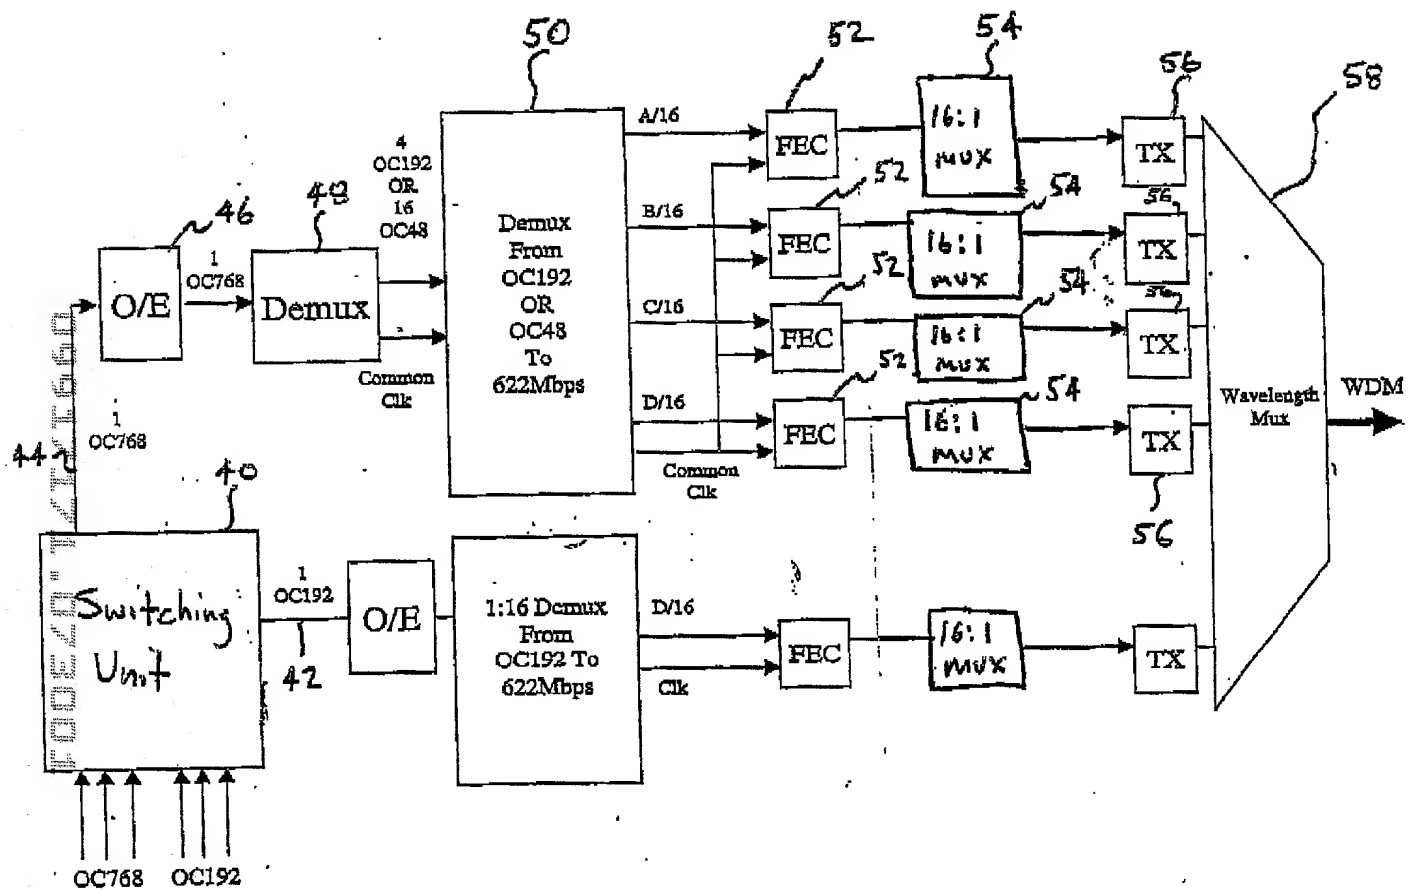 50
52
54
56
58
4
OC192
OR
16
OC48
A/16
FEC
16:1
MUX
TX
46
48
52
54
56
B/16
Demux
From
OC192
OR
OC48
To
622Mbps
FEC
16:1
MUX
TX
1
OC768
O/E
Demux
52
54
56
C/16
FEC
16:1
MUX
TX
Common
Clk
52
54
D/16
FEC
16:1
MUX
TX
Wavelength
Mux
WDM
1
OC768
44
40
Common
Clk
56
Switching
Unit
1
OC192
42
O/E
1:16 Demux
From
OC192 To
622Mbps
D/16
Clk
FEC
16:1
MUX
TX
OC768
OC192